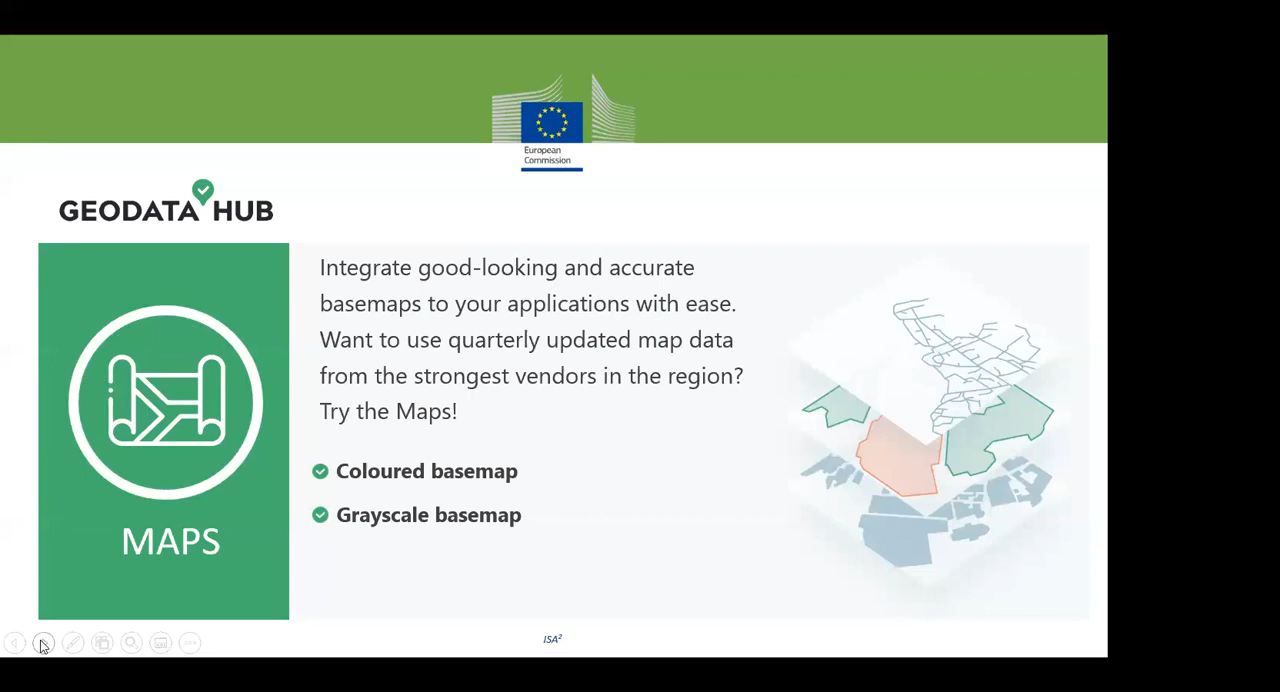 European
Commission
GEODATA HUB
Integrate good-looking and accurate
basemaps to your applications with ease.
Want to use quarterly updated map data
from the strongest vendors in the region?
Try the Maps!
Coloured basemap
Grayscale basemap
MAPS
ISA²